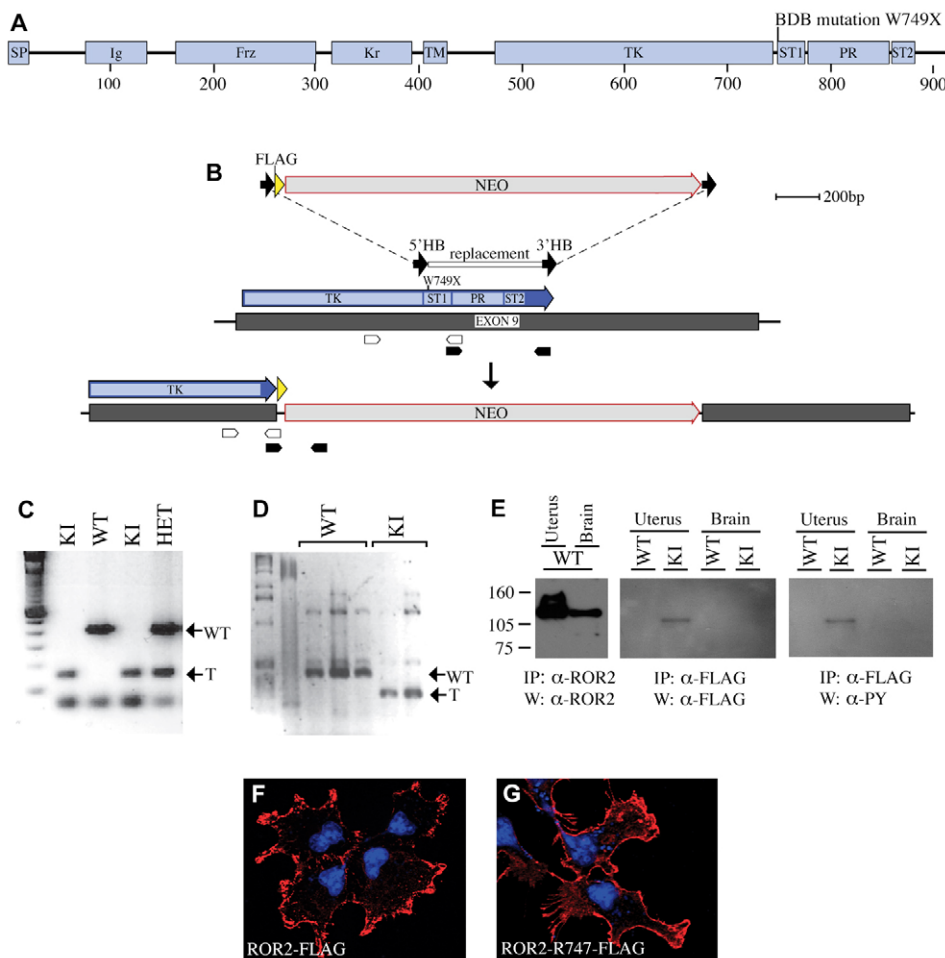 A
BDB mutation W749X
SP Ig Frz Kr TM TK ST1 PR ST2
100 200 300 400 500 600 700 800 900
B
FLAG
NEO
200bp
5'HB replacement 3'HB
W749X
TK ST1 PR ST2
EXON 9
TK
NEO
C
KI WT KI HET
WT
T
D
WT KI
WT
T
E
Uterus Brain
WT
160
105
75
IP: α-ROR2
W: α-ROR2
Uterus Brain
WT KI WT KI
IP: α-FLAG
W: α-FLAG
Uterus Brain
WT KI WT KI
IP: α-FLAG
W: α-PY
F
ROR2-FLAG
G
ROR2-R747-FLAG